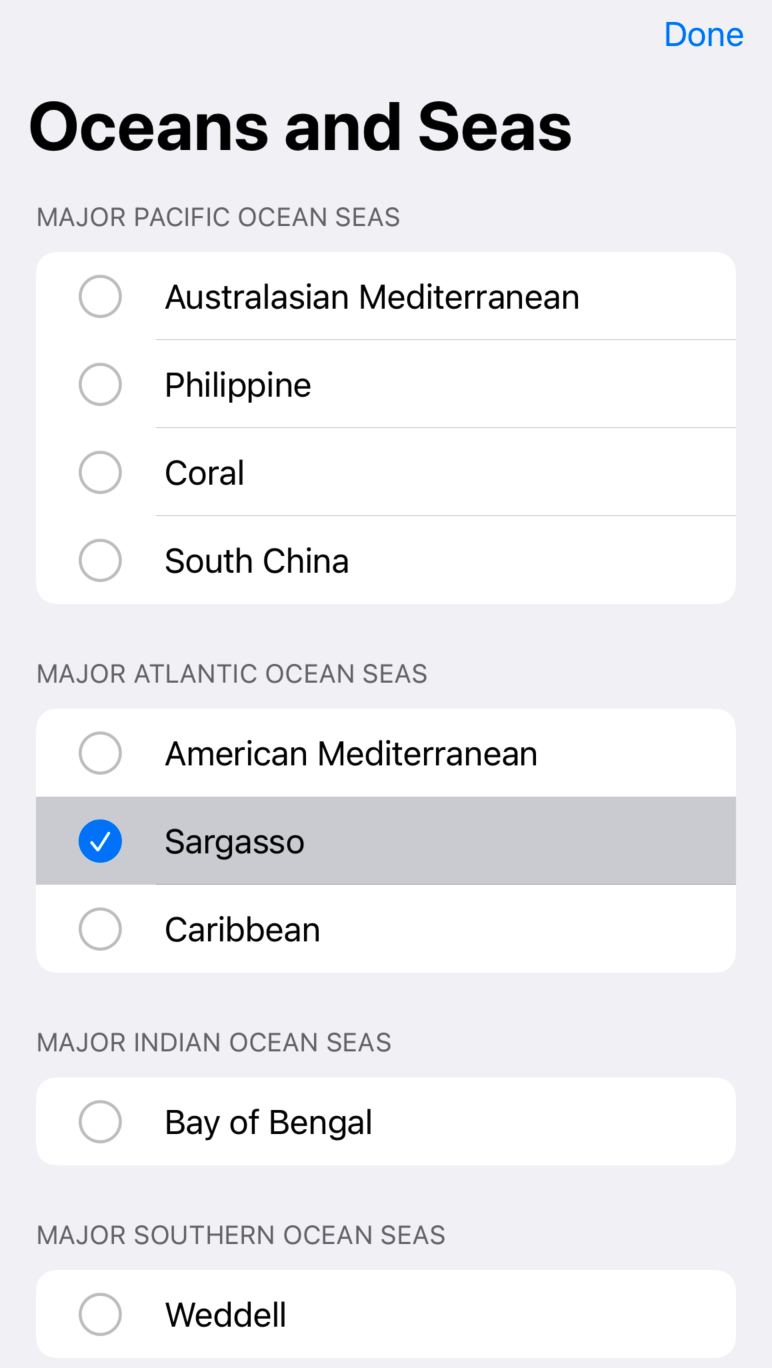 Done
Oceans and Seas
MAJOR PACIFIC OCEAN SEAS
Australasian Mediterranean
Philippine
Coral
South China
MAJOR ATLANTIC OCEAN SEAS
American Mediterranean
Sargasso
Caribbean
MAJOR INDIAN OCEAN SEAS
Bay of Bengal
MAJOR SOUTHERN OCEAN SEAS
Weddell